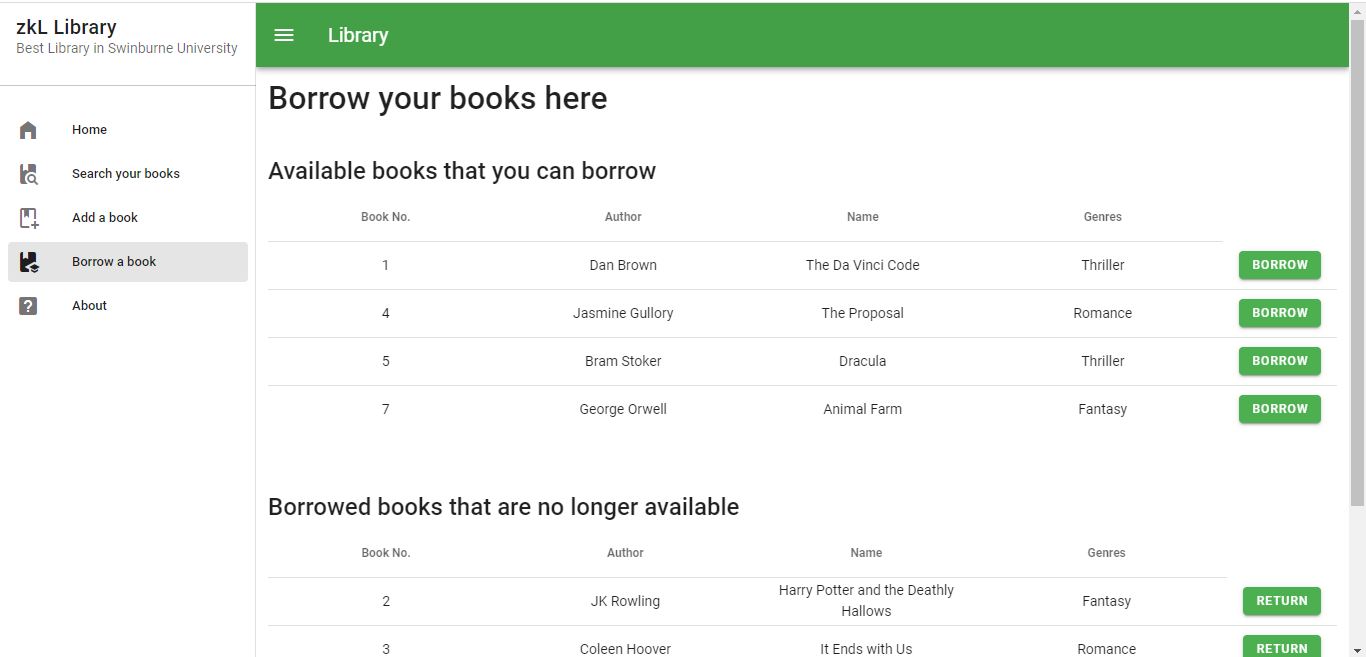 zkL Library
Best Library in Swinburne University
Library
Home
Search your books
Add a book
Borrow a book
About
Borrow your books here
Available books that you can borrow
Book No. Author Name Genres
1 Dan Brown The Da Vinci Code Thriller BORROW
4 Jasmine Gullory The Proposal Romance BORROW
5 Bram Stoker Dracula Thriller BORROW
7 George Orwell Animal Farm Fantasy BORROW
Borrowed books that are no longer available
Book No. Author Name Genres
2 JK Rowling Harry Potter and the Deathly Hallows Fantasy RETURN
3 Coleen Hoover It Ends with Us Romance RETURN